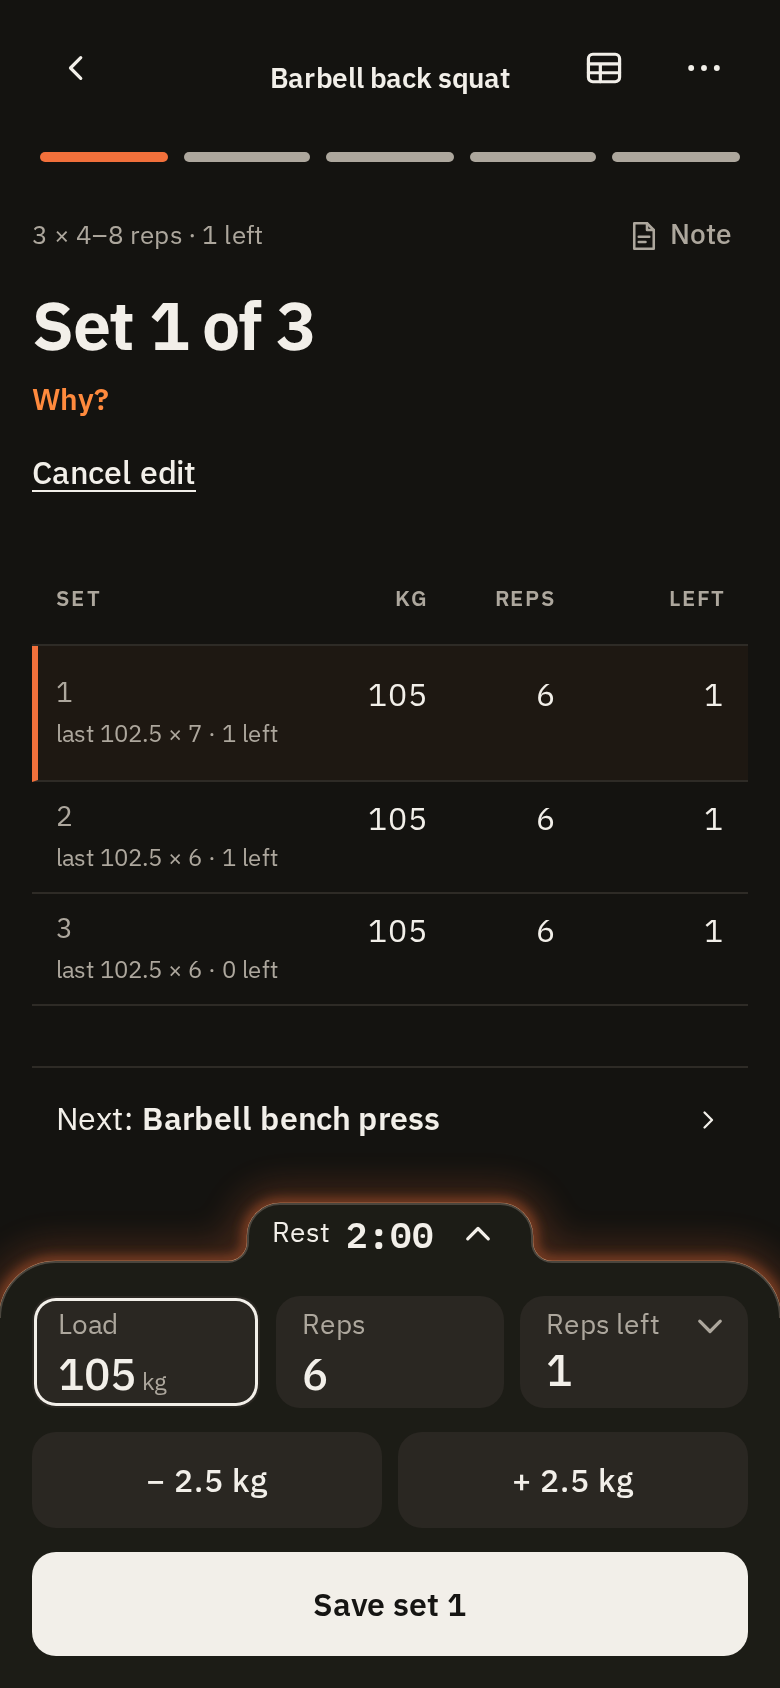 Barbell back squat
3 × 4–8 reps · 1 left
Note
Set 1 of 3
Why?
Cancel edit
SET KG REPS LEFT
1 105 6 1
last 102.5 × 7 · 1 left
2 105 6 1
last 102.5 × 6 · 1 left
3 105 6 1
last 102.5 × 6 · 0 left
Next: Barbell bench press
Rest 2:00
Load Reps Reps left
105 kg 6 1
− 2.5 kg + 2.5 kg
Save set 1